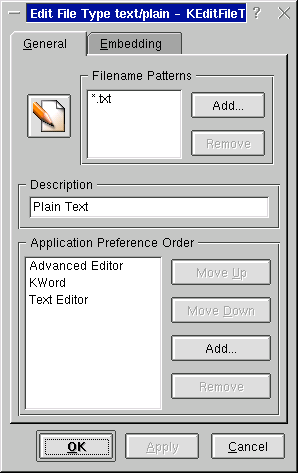 Edit File Type text/plain - KEditFileT ?
General
Embedding
Filename Patterns
*.txt
Add...
Remove
Description
Plain Text
Application Preference Order
Advanced Editor
KWord
Text Editor
Move Up
Move Down
Add...
Remove
OK
Apply
Cancel